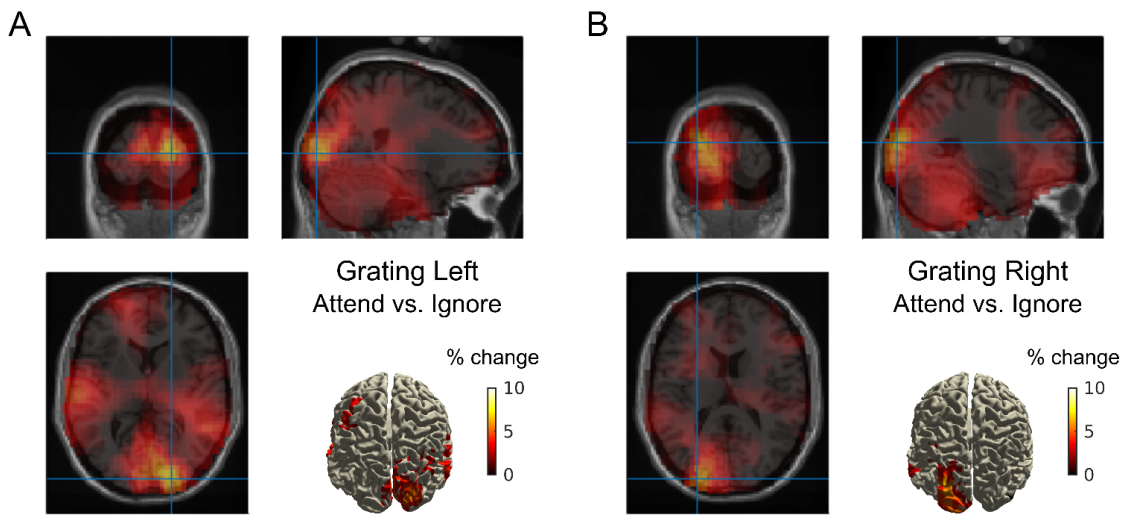 A
B
Grating Left
Attend vs. Ignore
% change
10
5
0
Grating Right
Attend vs. Ignore
% change
10
5
0